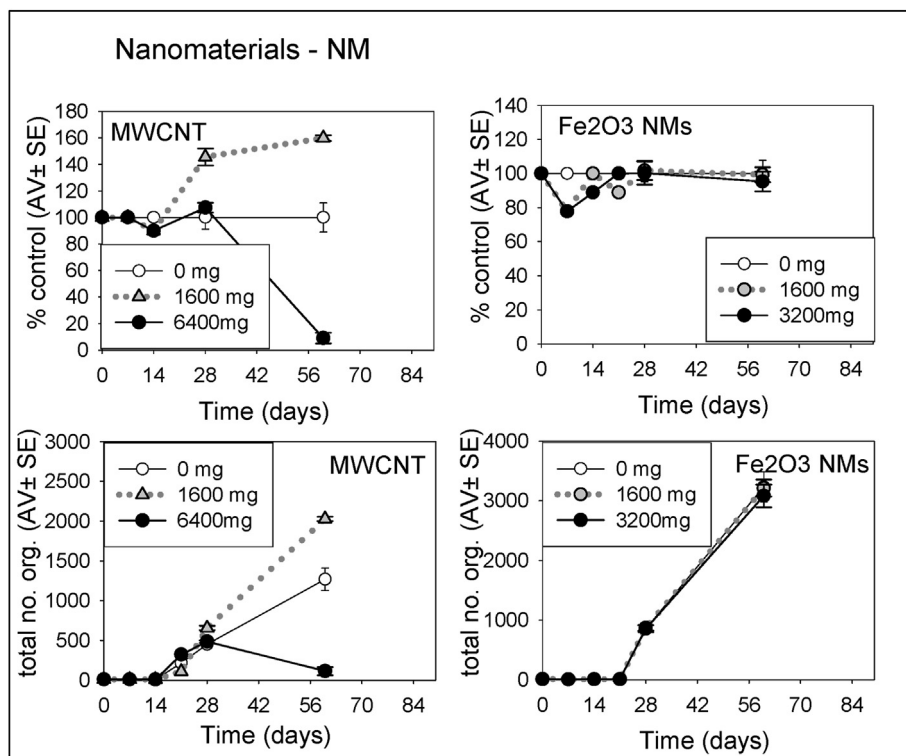 Nanomaterials - NM
MWCNT
% control (AV± SE)
180
160
140
120
100
80
60
40
20
0
0 mg
1600 mg
6400mg
0 14 28 42 56 70 84
Time (days)
Fe2O3 NMs
% control (AV± SE)
140
120
100
80
60
40
20
0
0 mg
1600 mg
3200mg
0 14 28 42 56 70 84
Time (days)
MWCNT
total no. org. (AV± SE)
3000
2500
2000
1500
1000
500
0
0 mg
1600 mg
6400mg
0 14 28 42 56 70 84
Time (days)
Fe2O3 NMs
total no. org. (AV± SE)
4000
3000
2000
1000
0
0 mg
1600 mg
3200mg
0 14 28 42 56 70 84
Time (days)